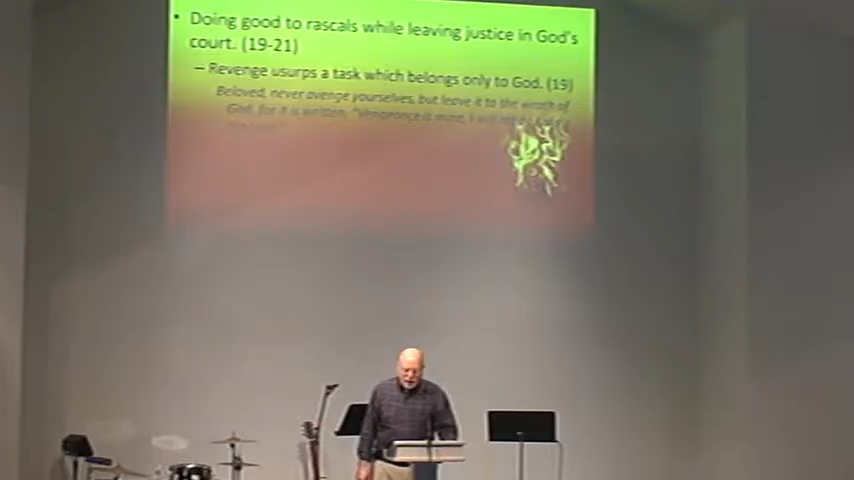 • Doing good to rascals while leaving justice in God's
court. (19-21)
– Revenge usurps a task which belongs only to God. (19)
Beloved, never avenge yourselves, but leave it to the wrath of
God, for it is written, "Vengeance is mine, I will